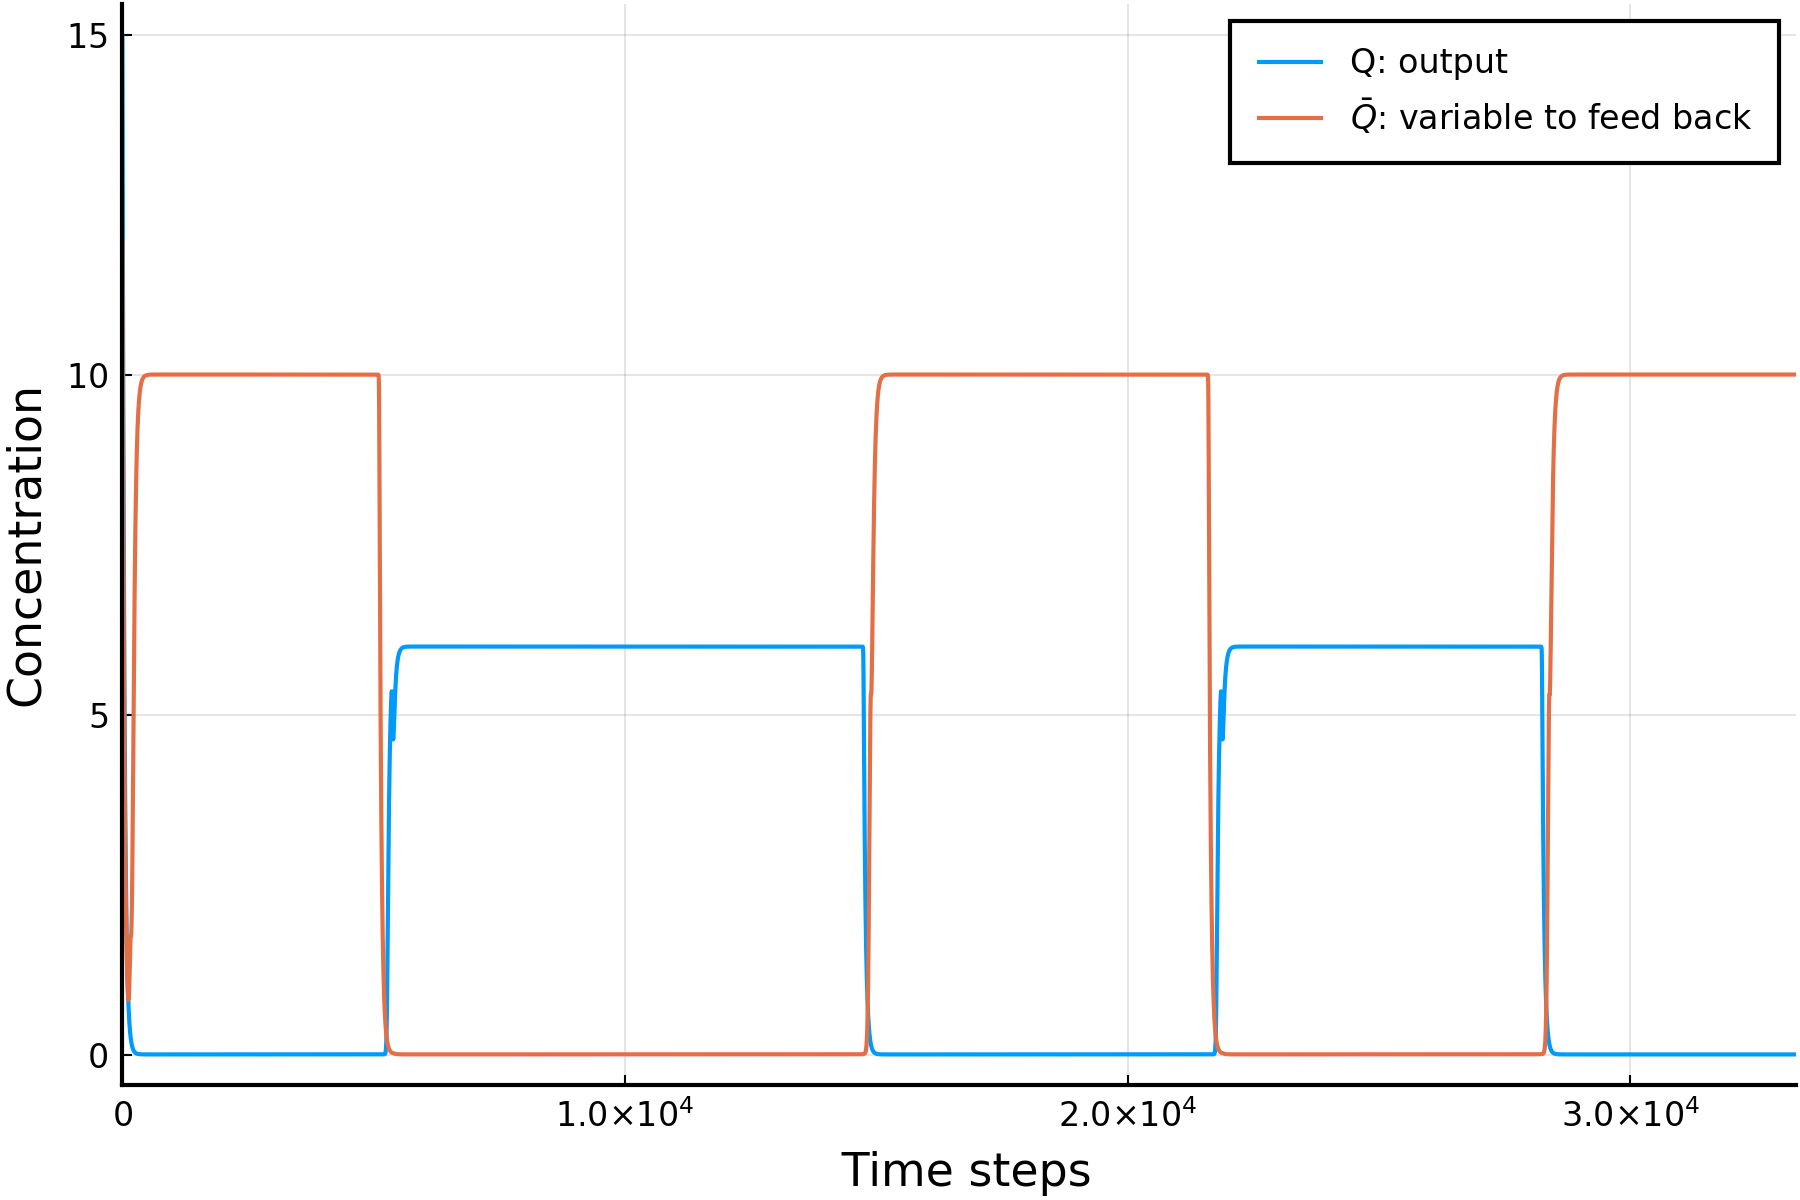 15
Q: output
Q̄: variable to feed back
10
Concentration
5
0
0 1.0×10⁴ 2.0×10⁴ 3.0×10⁴
Time steps